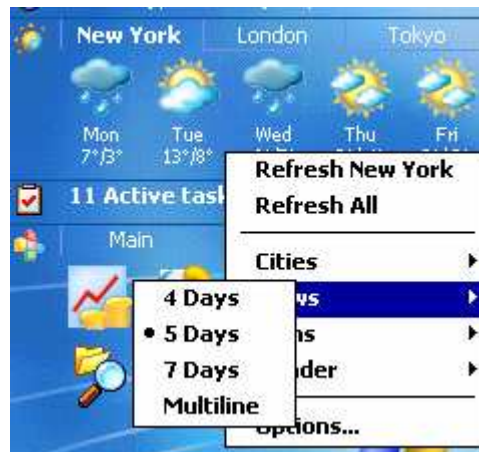 New York London Tokyo
Mon Tue Wed Thu Fri
7°/3° 13°/8°
Refresh New York
11 Active task
Refresh All
Main
Cities
4 Days
5 Days
7 Days
Multiline
Options...